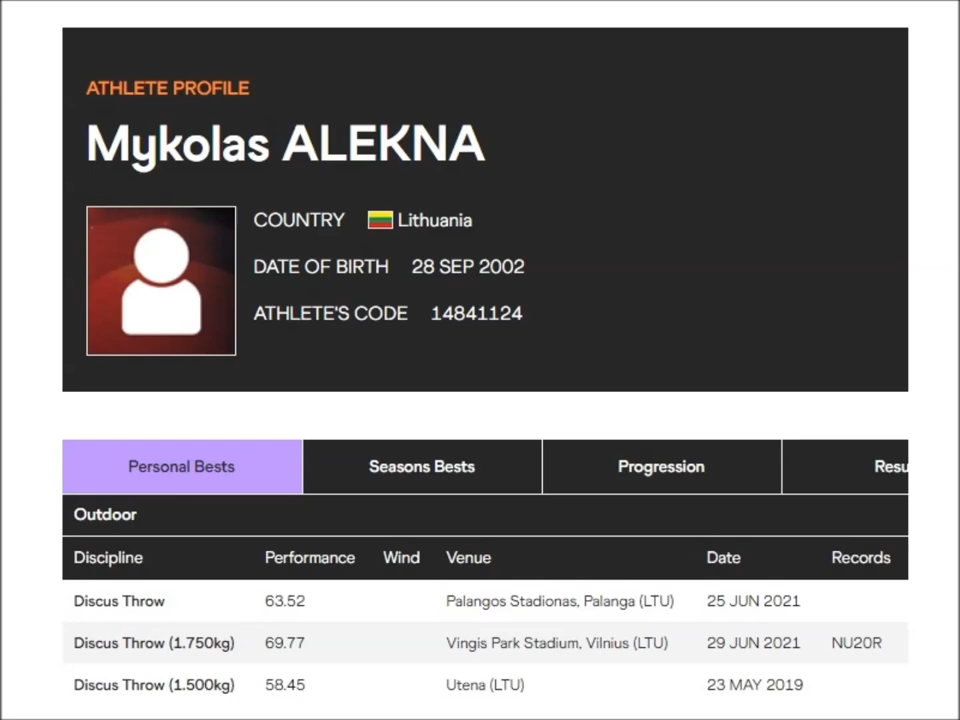 ATHLETE PROFILE
Mykolas ALEKNA
COUNTRY Lithuania
DATE OF BIRTH 28 SEP 2002
ATHLETE'S CODE 14841124
Personal Bests Seasons Bests Progression Resu
Outdoor
Discipline Performance Wind Venue Date Records
Discus Throw 63.52 Palangos Stadionas, Palanga (LTU) 25 JUN 2021
Discus Throw (1.750kg) 69.77 Vingis Park Stadium, Vilnius (LTU) 29 JUN 2021 NU20R
Discus Throw (1.500kg) 58.45 Utena (LTU) 23 MAY 2019